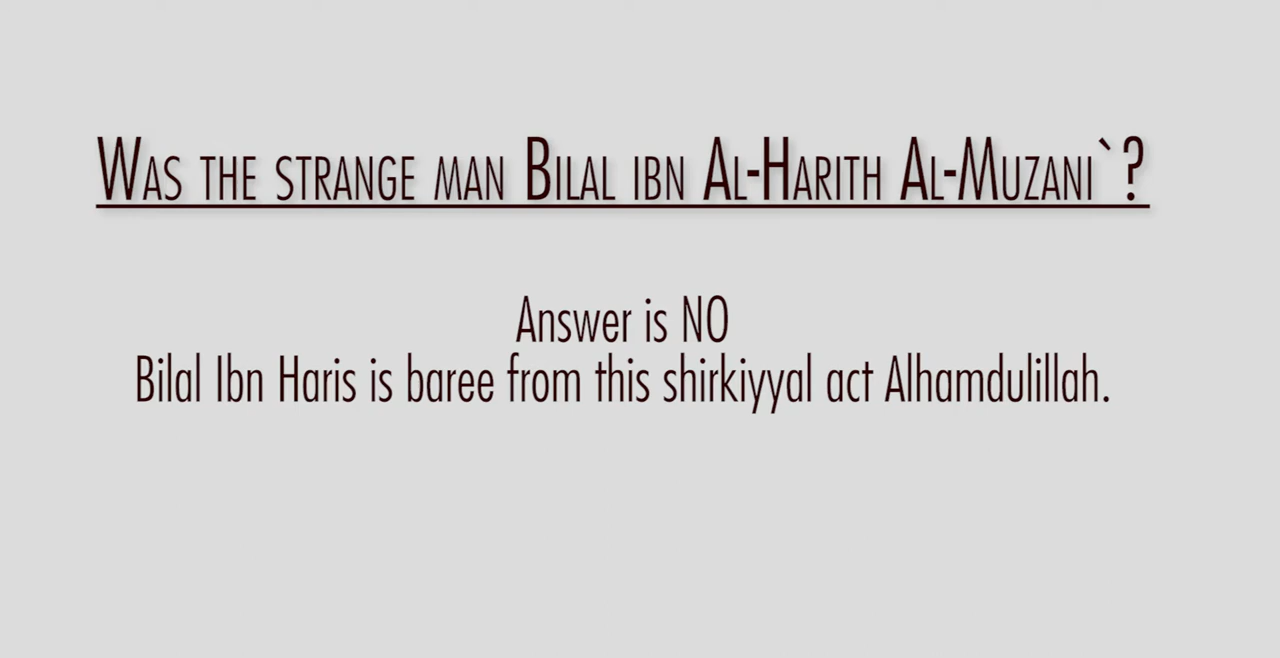 Was the strange man Bilal ibn Al-Harith Al-Muzani`?
Answer is NO
Bilal Ibn Haris is baree from this shirkiyyal act Alhamdulillah.